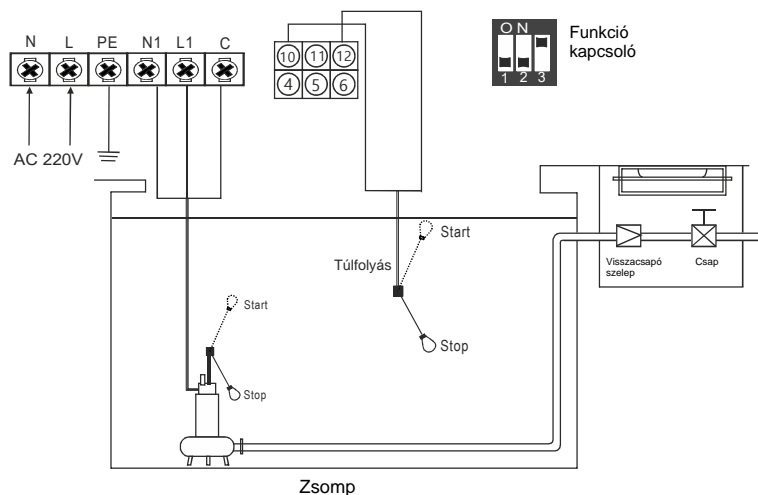 N L PE N1 L1 C
AC 220V
10 11 12
4 5 6
ON
1 2 3
Funkció
kapcsoló
Start
Túlfolyás
Stop
Start
Stop
Visszacsapó
szelep
Csap
Zsomp